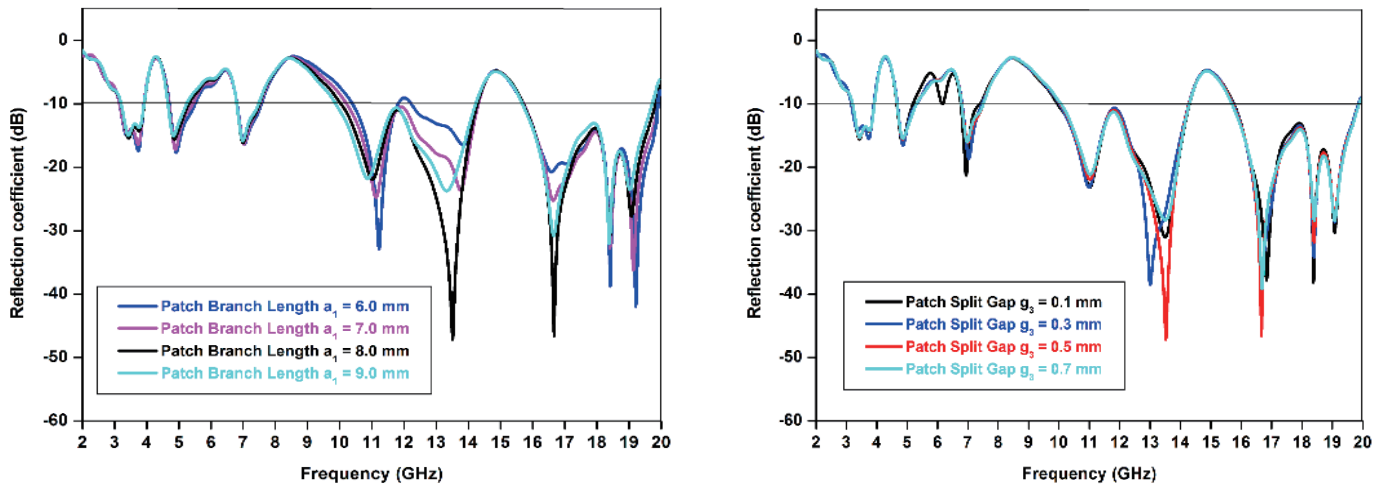 0
-10
-20
-30
-40
-50
-60
Reflection coefficient (dB)
Patch Branch Length a1 = 6.0 mm
Patch Branch Length a1 = 7.0 mm
Patch Branch Length a1 = 8.0 mm
Patch Branch Length a1 = 9.0 mm
2 3 4 5 6 7 8 9 10 11 12 13 14 15 16 17 18 19 20
Frequency (GHz)
0
-10
-20
-30
-40
-50
-60
Reflection coefficient (dB)
Patch Split Gap g3 = 0.1 mm
Patch Split Gap g3 = 0.3 mm
Patch Split Gap g3 = 0.5 mm
Patch Split Gap g3 = 0.7 mm
2 3 4 5 6 7 8 9 10 11 12 13 14 15 16 17 18 19 20
Frequency (GHz)